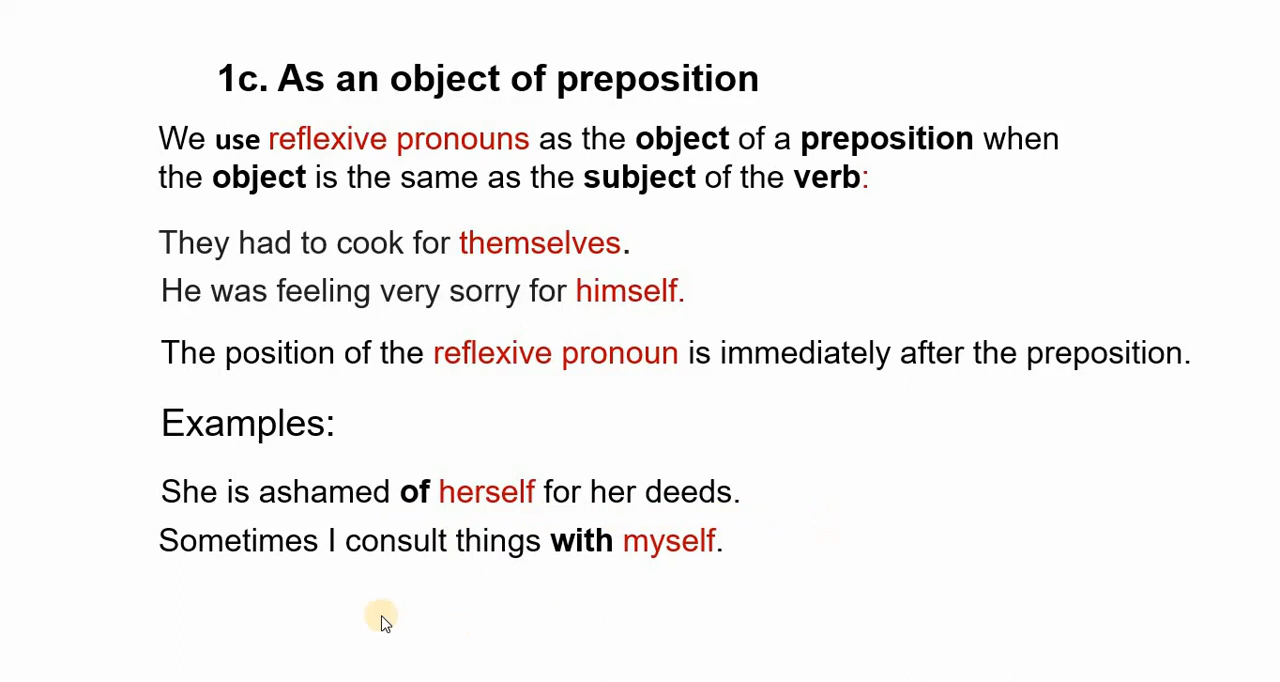 1c. As an object of preposition
We use reflexive pronouns as the object of a preposition when
the object is the same as the subject of the verb:
They had to cook for themselves.
He was feeling very sorry for himself.
The position of the reflexive pronoun is immediately after the preposition.
Examples:
She is ashamed of herself for her deeds.
Sometimes I consult things with myself.